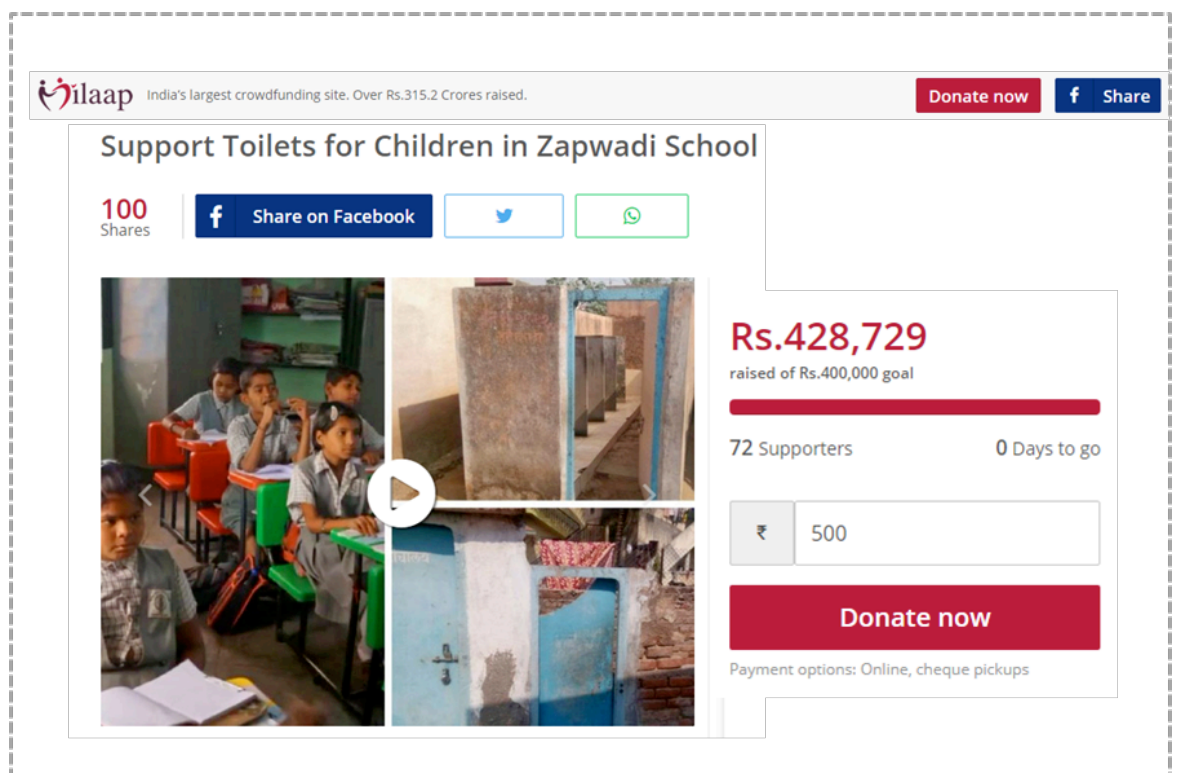 Milaap India's largest crowdfunding site. Over Rs.315.2 Crores raised. Donate now f Share
Support Toilets for Children in Zapwadi School
100
Shares
f Share on Facebook
Rs.428,729
raised of Rs.400,000 goal
72 Supporters 0 Days to go
₹ 500
Donate now
Payment options: Online, cheque pickups